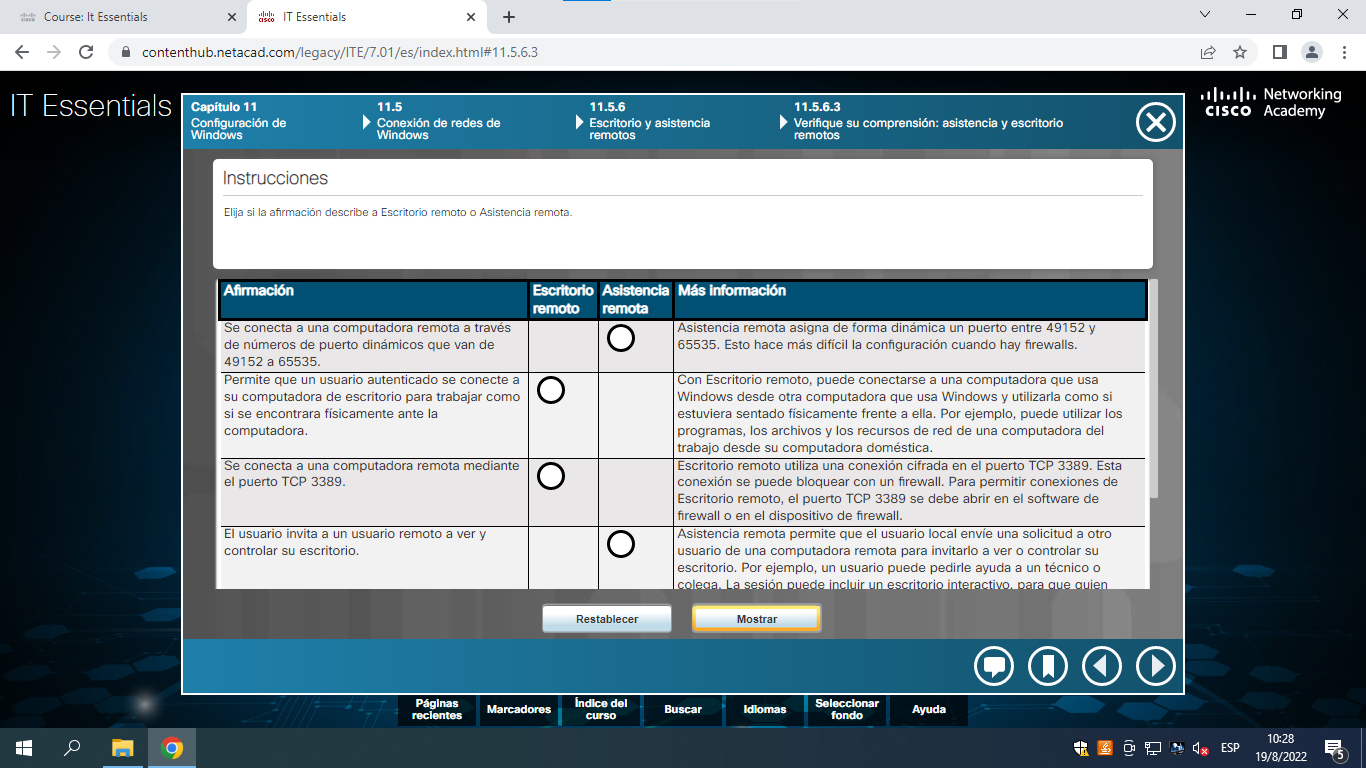 Course: It Essentials
IT Essentials
contenthub.netacad.com/legacy/ITE/7.01/es/index.html#11.5.6.3
IT Essentials
Capítulo 11
Configuración de
Windows
11.5
Conexión de redes de
Windows
11.5.6
Escritorio y asistencia
remotos
11.5.6.3
Verifique su comprensión: asistencia y escritorio
remotos
CISCO
Networking
Academy
Instrucciones
Elija si la afirmación describe a Escritorio remoto o Asistencia remota.
Afirmación
Escritorio
remoto
Asistencia
remota
Más información
Se conecta a una computadora remota a través
de números de puerto dinámicos que van de
49152 a 65535.
Asistencia remota asigna de forma dinámica un puerto entre 49152 y
65535. Esto hace más difícil la configuración cuando hay firewalls.
Permite que un usuario autenticado se conecte a
su computadora de escritorio para trabajar como
si se encontrara físicamente ante la
computadora.
Con Escritorio remoto, puede conectarse a una computadora que usa
Windows desde otra computadora que usa Windows y utilizarla como si
estuviera sentado físicamente frente a ella. Por ejemplo, puede utilizar los
programas, los archivos y los recursos de red de una computadora del
trabajo desde su computadora doméstica.
Se conecta a una computadora remota mediante
el puerto TCP 3389.
Escritorio remoto utiliza una conexión cifrada en el puerto TCP 3389. Esta
conexión se puede bloquear con un firewall. Para permitir conexiones de
Escritorio remoto, el puerto TCP 3389 se debe abrir en el software de
firewall o en el dispositivo de firewall.
El usuario invita a un usuario remoto a ver y
controlar su escritorio.
Asistencia remota permite que el usuario local envíe una solicitud a otro
usuario de una computadora remota para invitarlo a ver o controlar su
escritorio. Por ejemplo, un usuario puede pedirle ayuda a un técnico o
colega. La sesión puede incluir un escritorio interactivo, para que quien
Restablecer
Mostrar
Páginas
recientes
Marcadores
Índice del
curso
Buscar
Idiomas
Seleccionar
fondo
Ayuda
ESP
10:28
19/8/2022
5